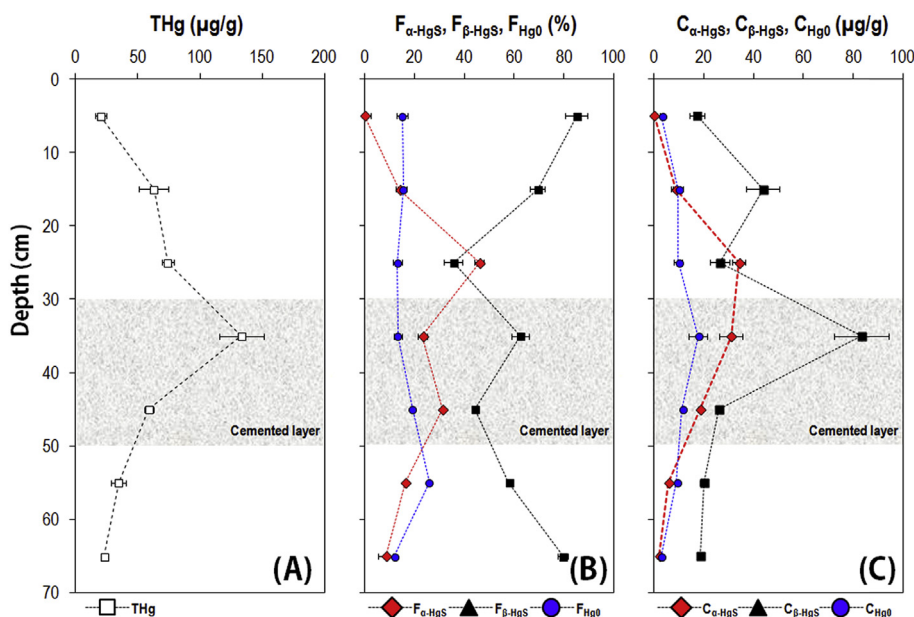 THg (µg/g)
0 50 100 150 200
F α-HgS, F β-HgS, F Hg0 (%)
0 20 40 60 80 100
C α-HgS, C β-HgS, C Hg0 (µg/g)
0 20 40 60 80 100
Depth (cm)
0
10
20
30
40
50
60
70
Cemented layer
(A)
Cemented layer
(B)
Cemented layer
(C)
THg
F α-HgS F β-HgS F Hg0
C α-HgS C β-HgS C Hg0